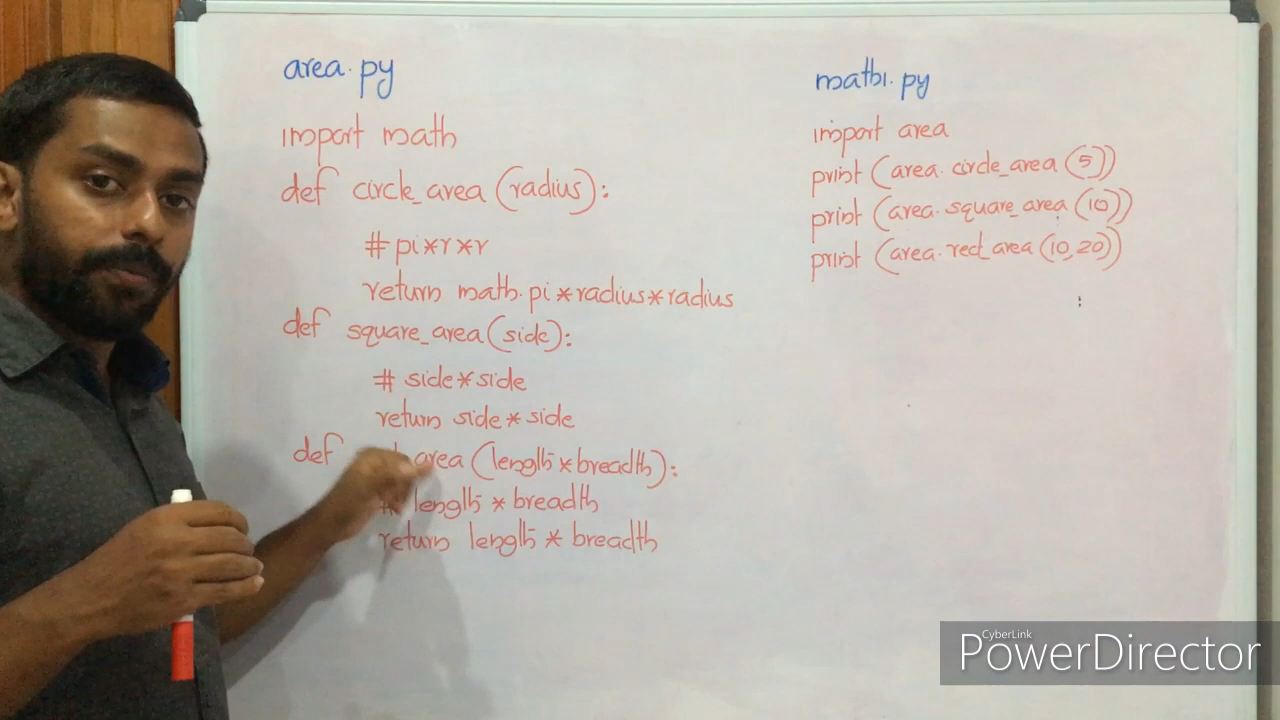 area.py
import math
def circle_area (radius):
# pi*r*r
return math.pi *radius*radius
def square_area (side):
# side*side
return side * side
def area (length*breadth):
# length * breadth
return length * breadth
math1.py
import area
print (area.circle_area (5))
print (area.square_area (10))
print (area.rect_area (10,20))
CyberLink
PowerDirector